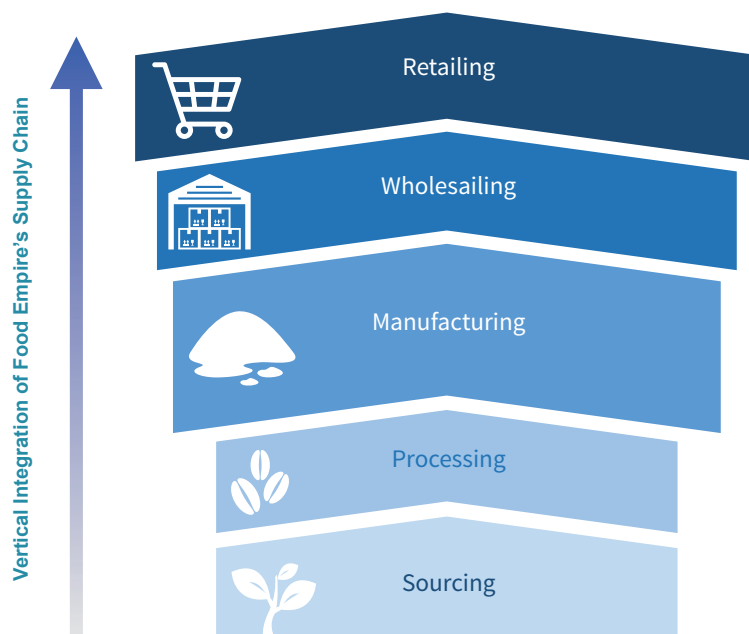 Vertical Integration of Food Empire's Supply Chain
Retailing
Wholesailing
Manufacturing
Processing
Sourcing